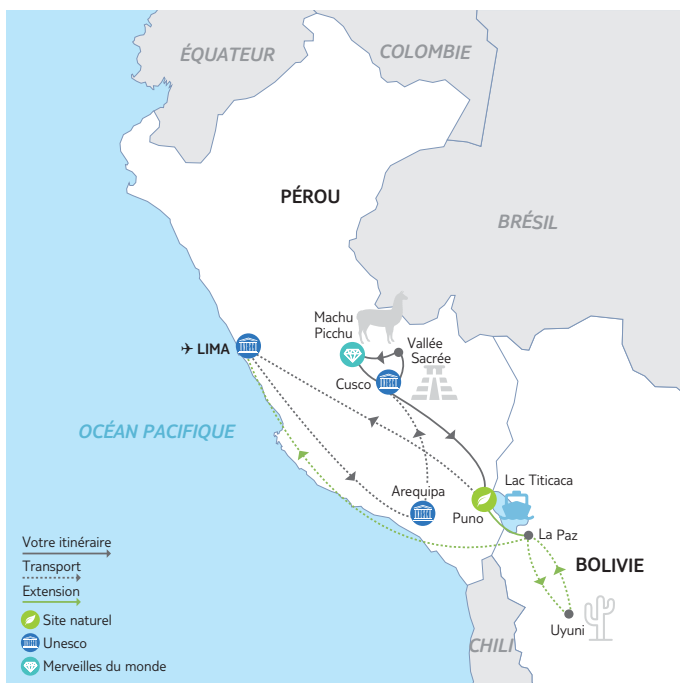 ÉQUATEUR
COLOMBIE
PÉROU
BRÉSIL
Machu
Picchu
Vallée
Sacrée
LIMA
Cusco
OCÉAN PACIFIQUE
Arequipa
Lac Titicaca
Puno
La Paz
BOLIVIE
Uyuni
CHILI
Votre itinéraire
Transport
Extension
Site naturel
Unesco
Merveilles du monde